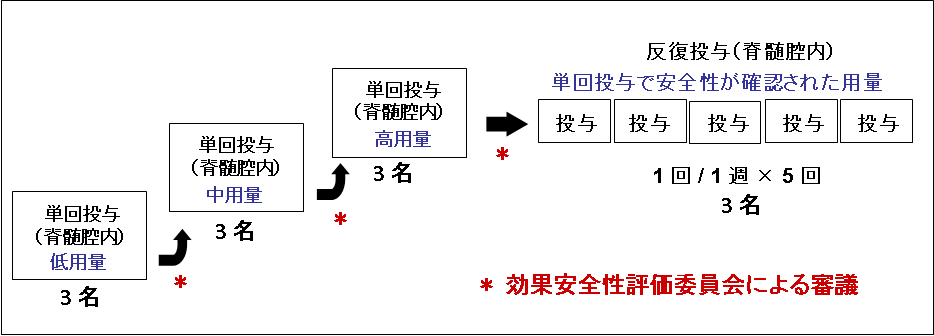 単回投与
(脊髄腔内)
低用量
3 名
*
単回投与
(脊髄腔内)
中用量
3 名
*
単回投与
(脊髄腔内)
高用量
3 名
*
反復投与(脊髄腔内)
単回投与で安全性が確認された用量
投与 投与 投与 投与 投与
1 回 / 1 週 × 5 回
3 名
* 効果安全性評価委員会による審議